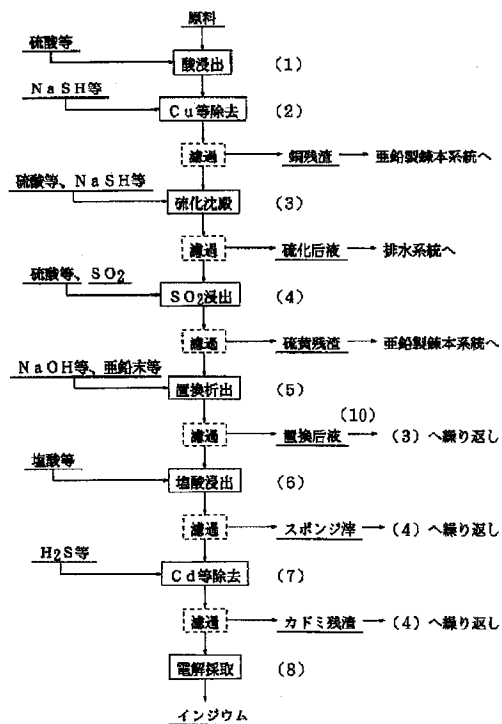 原料
硫酸等
酸浸出 (1)
NaSH等
Cu等除去 (2)
濾過 銅残渣 亜鉛製錬本系統へ
硫酸等、NaSH等
硫化沈殿 (3)
濾過 硫化后液 排水系統へ
硫酸等、SO2
SO2浸出 (4)
濾過 硫黄残渣 亜鉛製錬本系統へ
NaOH等、亜鉛末等
置換析出 (5)
(10)
濾過 置換后液 (3)へ繰り返し
塩酸等
塩酸浸出 (6)
濾過 スポンジ滓 (4)へ繰り返し
H2S等
Cd等除去 (7)
濾過 カドミ残渣 (4)へ繰り返し
電解採取 (8)
インジウム